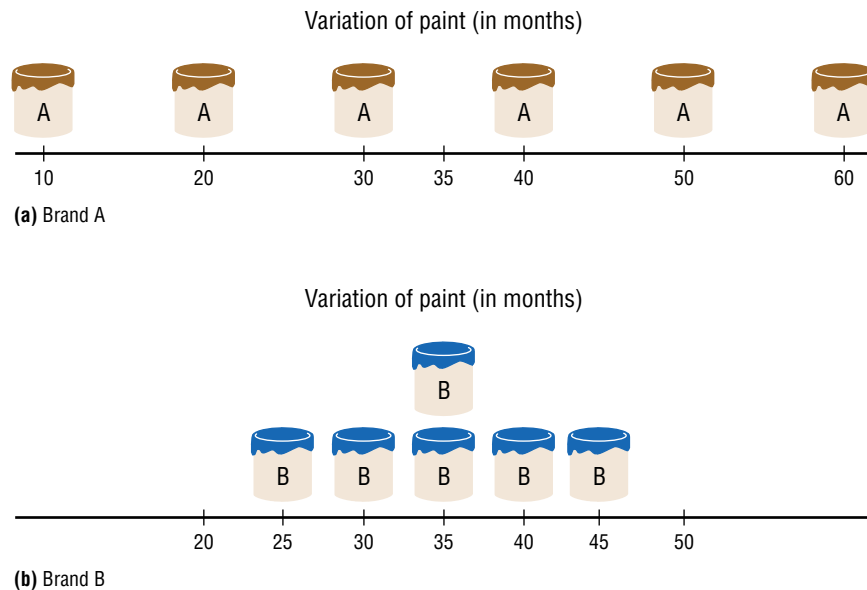 Variation of paint (in months)
A A A A A A
10 20 30 35 40 50 60
(a) Brand A
Variation of paint (in months)
B
B B B B B
20 25 30 35 40 45 50
(b) Brand B